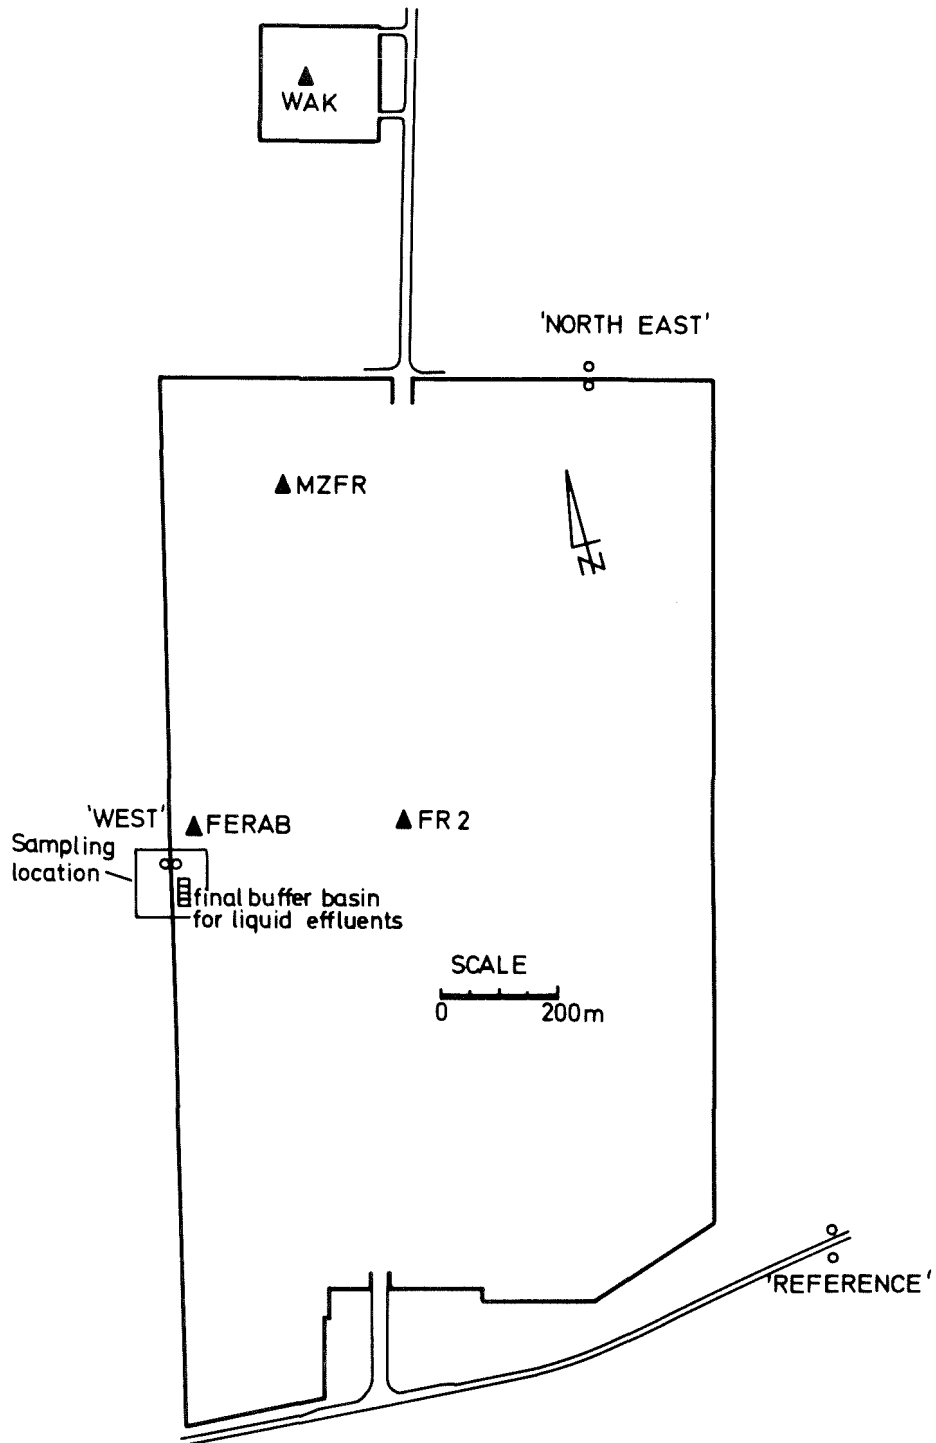 WAK
'NORTH EAST'
MZFR
N
'WEST'
FERAB
FR 2
Sampling
location
final buffer basin
for liquid effluents
SCALE
0 200m
'REFERENCE'